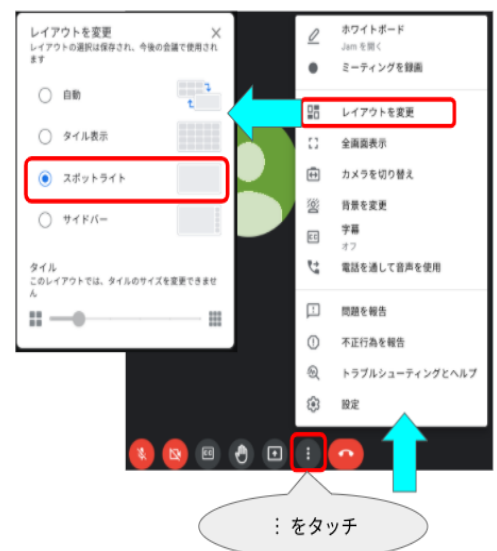 レイアウトを変更
レイアウトの選択は保存され、今後の会議で使用され
ます
自動
タイル表示
スポットライト
サイドバー
タイル
このレイアウトでは、タイルのサイズを変更できませ
ん
ホワイトボード
Jam を開く
ミーティングを録画
レイアウトを変更
全画面表示
カメラを切り替え
背景を変更
字幕
オフ
電話を通して音声を使用
問題を報告
不正行為を報告
トラブルシューティングとヘルプ
設定
︙をタッチ